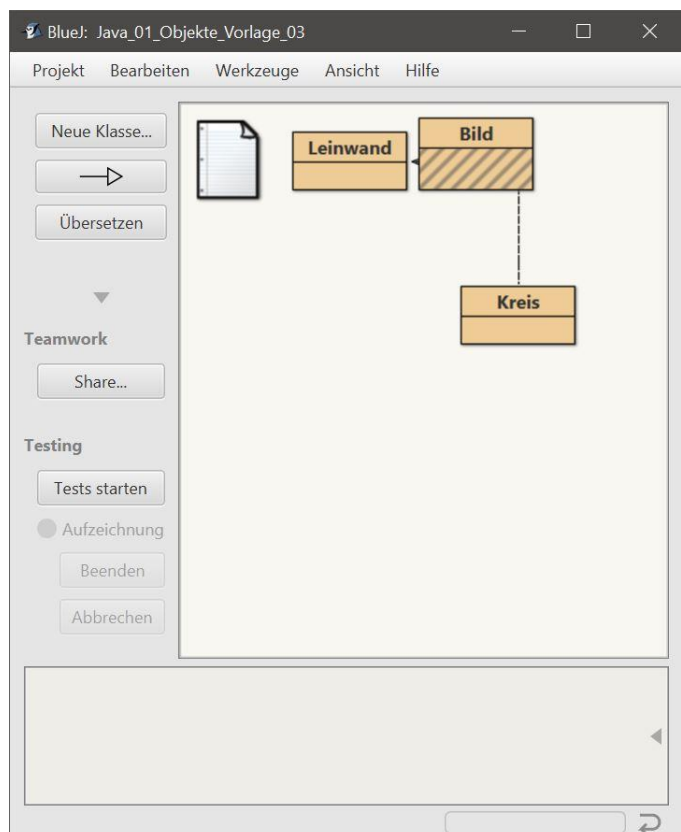 BlueJ: Java_01_Objekte_Vorlage_03
Projekt Bearbeiten Werkzeuge Ansicht Hilfe
Neue Klasse...
Übersetzen
Teamwork
Share...
Testing
Tests starten
Aufzeichnung
Beenden
Abbrechen
Leinwand
Bild
Kreis